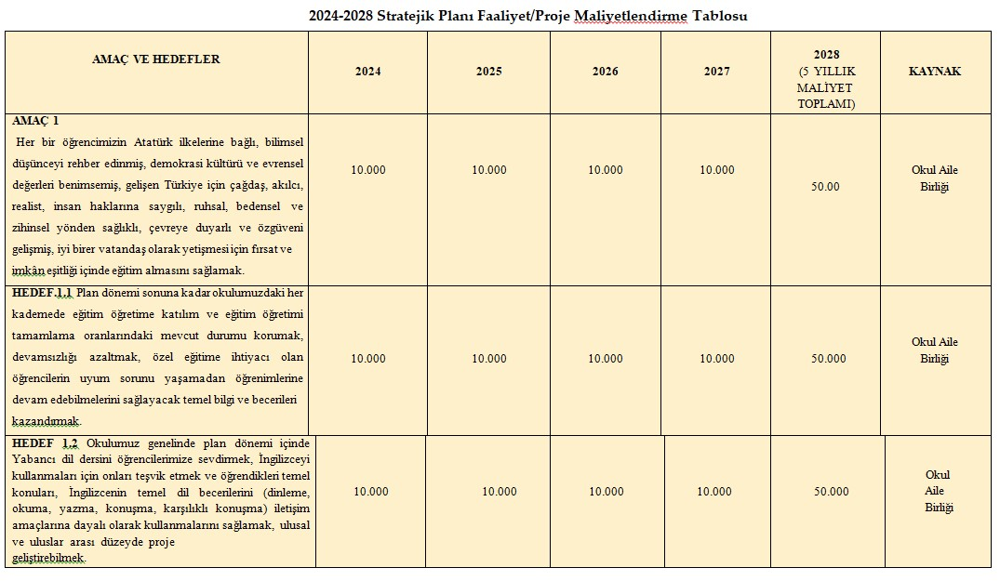 2024-2028 Stratejik Planı Faaliyet/Proje Maliyetlendirme Tablosu
AMAÇ VE HEDEFLER
2024
2025
2026
2027
2028
(5 YILLIK
MALİYET
TOPLAMI)
KAYNAK
AMAÇ 1
Her bir öğrencimizin Atatürk ilkelerine bağlı, bilimsel
düşünceyi rehber edinmiş, demokrasi kültürü ve evrensel
değerleri benimsemiş, gelişen Türkiye için çağdaş, akılcı,
realist, insan haklarına saygılı, ruhsal, bedensel ve
zihinsel yönden sağlıklı, çevreye duyarlı ve özgüveni
gelişmiş, iyi birer vatandaş olarak yetişmesi için fırsat ve
imkân eşitliği içinde eğitim almasını sağlamak.
10.000
10.000
10.000
10.000
50.00
Okul Aile
Birliği
HEDEF.1.1 Plan dönemi sonuna kadar okulumuzdaki her
kademede eğitim öğretime katılım ve eğitim öğretimi
tamamlama oranlarındaki mevcut durumu korumak,
devamsızlığı azaltmak, özel eğitime ihtiyacı olan
öğrencilerin uyum sorunu yaşamadan öğrenimlerine
devam edebilmelerini sağlayacak temel bilgi ve becerileri
kazandırmak.
10.000
10.000
10.000
10.000
50.000
Okul Aile
Birliği
HEDEF 1.2 Okulumuz genelinde plan dönemi içinde
Yabancı dil dersini öğrencilerimize sevdirmek, İngilizceyi
kullanmaları için onları teşvik etmek ve öğrendikleri temel
konuları, İngilizcenin temel dil becerilerini (dinleme,
okuma, yazma, konuşma, karşılıklı konuşma) iletişim
amaçlarına dayalı olarak kullanmalarını sağlamak, ulusal
ve uluslar arası düzeyde proje
geliştirebilmek.
10.000
10.000
10.000
10.000
50.000
Okul
Aile
Birliği